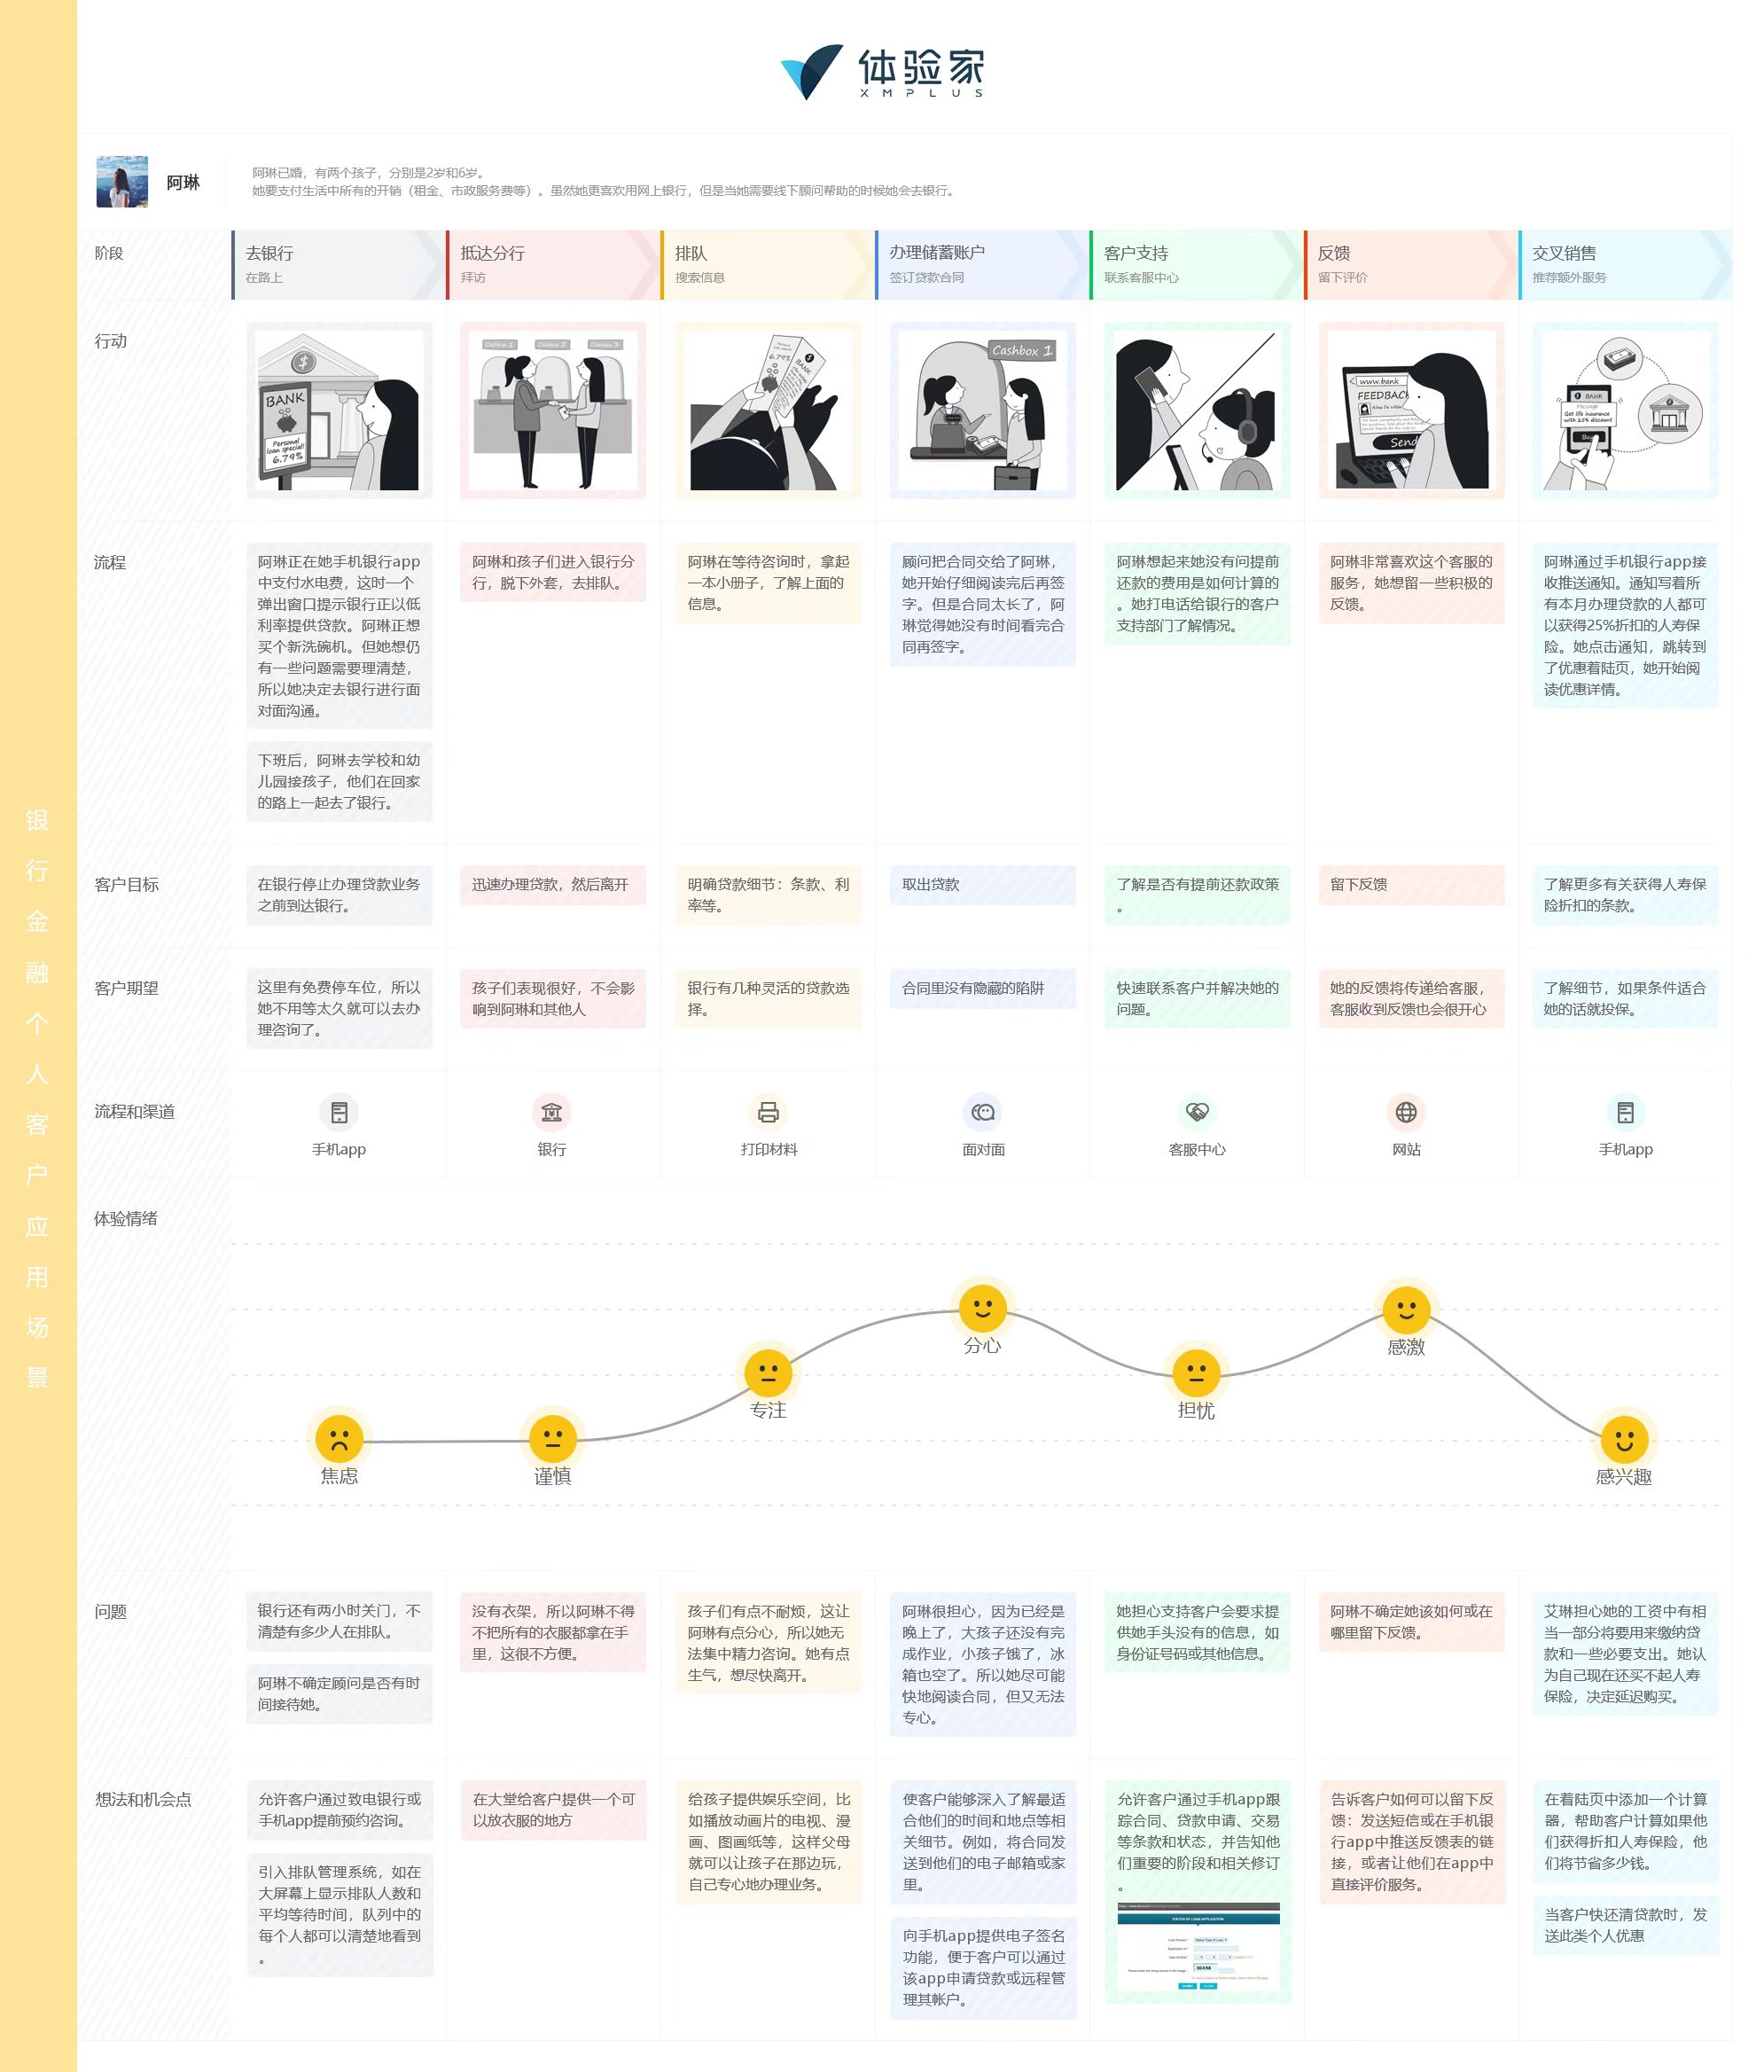 体验家
XMPLUS
阿琳
阿琳已婚，有两个孩子，分别是2岁和6岁。
她要支付生活中所有的开销（租金、市政服务费等）。虽然她更喜欢用网上银行，但是当她需要线下顾问帮助的时候她会去银行。
银行金融个人客户应用场景
阶段
去银行
在路上
抵达分行
拜访
排队
搜索信息
办理储蓄账户
签订贷款合同
客户支持
联系客服中心
反馈
留下评价
交叉销售
推荐额外服务
行动
BANK
Personal
loan special!
6.79%
Cashbox 1
Cashbox 2
Cashbox 3
6.79%
BANK
Cashbox 1
www.bank
FEEDBACK
Send
BANK
Message
Get life insurance
with 25% discount
流程
阿琳正在她手机银行app
中支付水电费，这时一个
弹出窗口提示银行正以低
利率提供贷款。阿琳正想
买个新洗碗机。但她想仍
有一些问题需要理清楚，
所以她决定去银行进行面
对面沟通。
下班后，阿琳去学校和幼
儿园接孩子，他们在回家
的路上一起去了银行。
阿琳和孩子们进入银行分
行，脱下外套，去排队。
阿琳在等待咨询时，拿起
一本小册子，了解上面的
信息。
顾问把合同交给了阿琳，
她开始仔细阅读完后再签
字。但是合同太长了，阿
琳觉得她没有时间看完合
同再签字。
阿琳想起来她没有问提前
还款的费用是如何计算的
。她打电话给银行的客户
支持部门了解情况。
阿琳非常喜欢这个客服的
服务，她想留一些积极的
反馈。
阿琳通过手机银行app接
收推送通知。通知写着所
有本月办理贷款的人都可
以获得25%折扣的人寿保
险。她点击通知，跳转到
了优惠着陆页，她开始阅
读优惠详情。
客户目标
在银行停止办理贷款业务
之前到达银行。
迅速办理贷款，然后离开
明确贷款细节：条款、利
率等。
取出贷款
了解是否有提前还款政策
。
留下反馈
了解更多有关获得人寿保
险折扣的条款。
客户期望
这里有免费停车位，所以
她不用等太久就可以去办
理咨询了。
孩子们表现很好，不会影
响到阿琳和其他人
银行有几种灵活的贷款选
择。
合同里没有隐藏的陷阱
快速联系客户并解决她的
问题。
她的反馈将传递给客服，
客服收到反馈也会很开心
了解细节，如果条件适合
她的话就投保。
流程和渠道
手机app
银行
打印材料
面对面
客服中心
网站
手机app
体验情绪
焦虑
谨慎
专注
分心
担忧
感激
感兴趣
问题
银行还有两小时关门，不
清楚有多少人在排队。
阿琳不确定顾问是否有时
间接待她。
没有衣架，所以阿琳不得
不把所有的衣服都拿在手
里，这很不方便。
孩子们有点不耐烦，这让
阿琳有点分心，所以她无
法集中精力咨询。她有点
生气，想尽快离开。
阿琳很担心，因为已经是
晚上了，大孩子还没有完
成作业，小孩子饿了，冰
箱也空了。所以她尽可能
快地阅读合同，但又无法
专心。
她担心支持客户会要求提
供她手头没有的信息，如
身份证号码或其他信息。
阿琳不确定她该如何或在
哪里留下反馈。
艾琳担心她的工资中有相
当一部分将要用来缴纳贷
款和一些必要支出。她认
为自己现在还买不起人寿
保险，决定延迟购买。
想法和机会点
允许客户通过致电银行或
手机app提前预约咨询。
引入排队管理系统，如在
大屏幕上显示排队人数和
平均等待时间，队列中的
每个人都可以清楚地看到
。
在大堂给客户提供一个可
以放衣服的地方
给孩子提供娱乐空间，比
如播放动画片的电视、漫
画、图画纸等，这样父母
就可以让孩子在那边玩，
自己专心地办理业务。
使客户能够深入了解最适
合他们的时间和地点等相
关细节。例如，将合同发
送到他们的电子邮箱或家
里。
向手机app提供电子签名
功能，便于客户可以通过
该app申请贷款或远程管
理其帐户。
允许客户通过手机app跟
踪合同、贷款申请、交易
等条款和状态，并告知他
们重要的阶段和相关修订
。
STATUS OF LOAN APPLICATION
告诉客户如何可以留下反
馈：发送短信或在手机银
行app中推送反馈表的链
接，或者让他们在app中
直接评价服务。
在着陆页中添加一个计算
器，帮助客户计算如果他
们获得折扣人寿保险，他
们将节省多少钱。
当客户快还清贷款时，发
送此类个人优惠